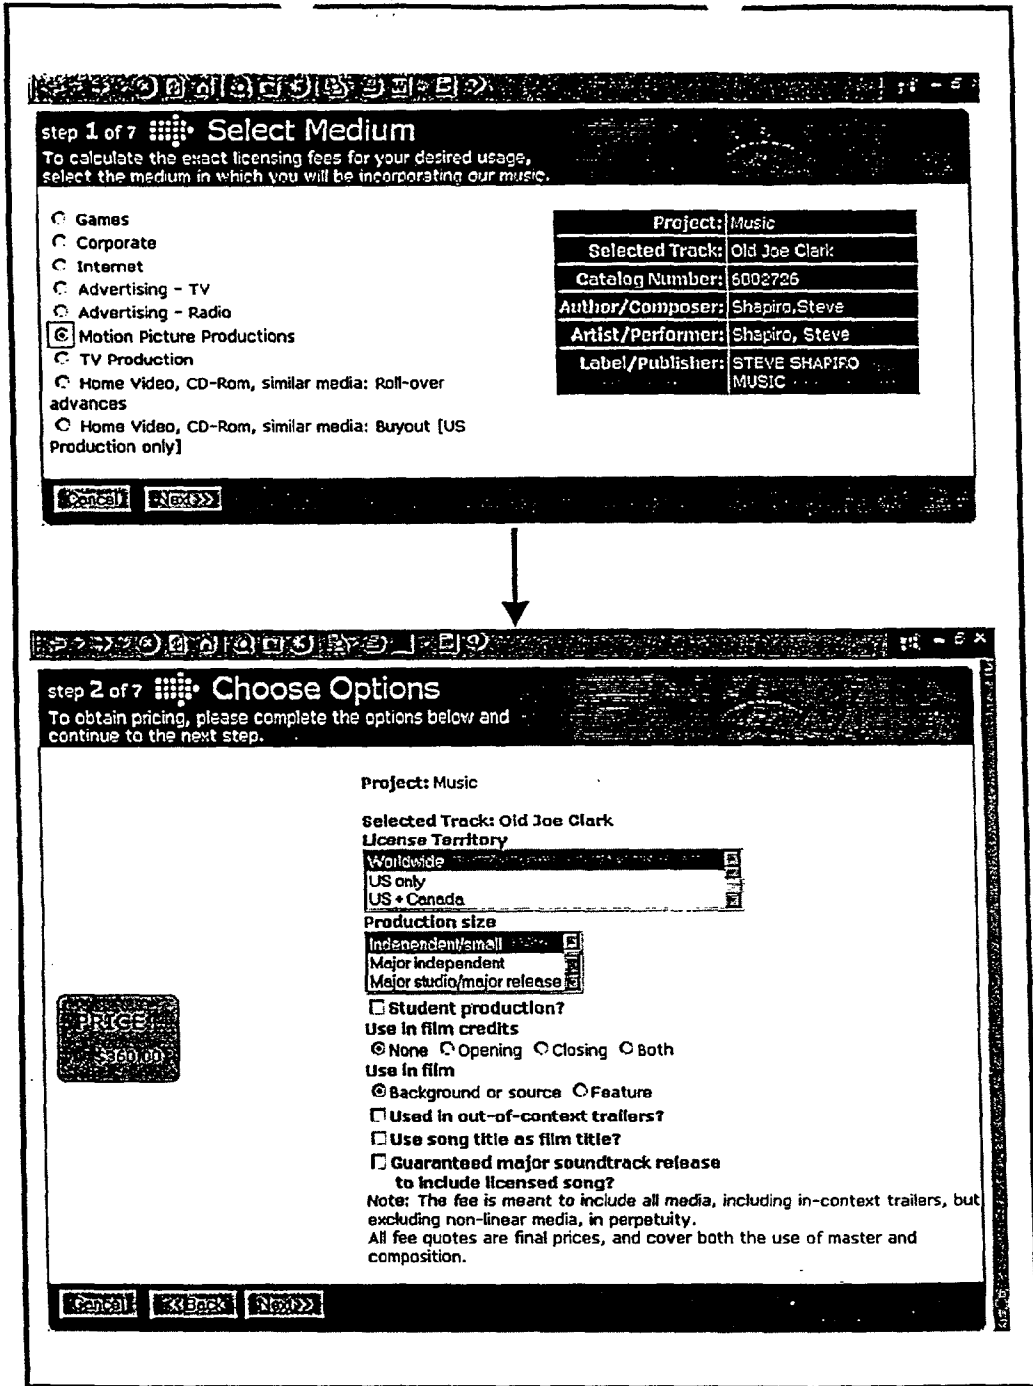 step 1 of 7 Select Medium
To calculate the exact licensing fees for your desired usage,
select the medium in which you will be incorporating our music.
Games
Corporate
Internet
Advertising - TV
Advertising - Radio
Motion Picture Productions
TV Production
Home Video, CD-Rom, similar media: Roll-over
advances
Home Video, CD-Rom, similar media: Buyout [US
Production only]
Project: Music
Selected Track: Old Joe Clark
Catalog Number: 6002726
Author/Composer: Shapiro,Steve
Artist/Performer: Shapiro, Steve
Label/Publisher: STEVE SHAPIRO
MUSIC
Cancel Next>>
step 2 of 7 Choose Options
To obtain pricing, please complete the options below and
continue to the next step.
Project: Music
Selected Track: Old Joe Clark
License Territory
Worldwide
US only
US + Canada
Production size
Independent/small
Major independent
Major studio/major release
Student production?
Use in film credits
None Opening Closing Both
Use in film
Background or source Feature
Used in out-of-context trailers?
Use song title as film title?
Guaranteed major soundtrack release
to include licensed song?
Note: The fee is meant to include all media, including in-context trailers, but
excluding non-linear media, in perpetuity.
All fee quotes are final prices, and cover both the use of master and
composition.
PRICE
$360.00
Cancel <<Back Next>>